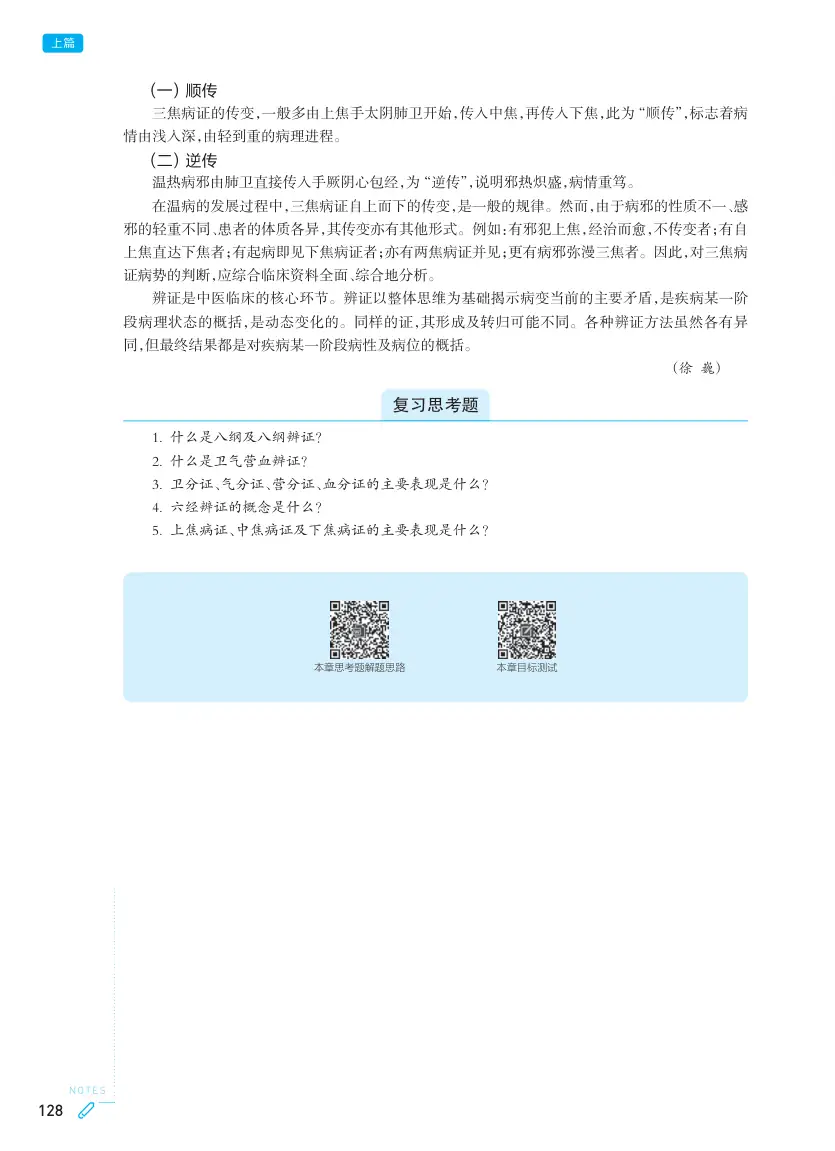 上篇
（一）顺传
三焦病证的传变，一般多由上焦手太阴肺卫开始，传入中焦，再传入下焦，此为“顺传”，标志着病
情由浅入深，由轻到重的病理进程。
（二）逆传
温热病邪由肺卫直接传入手厥阴心包经，为“逆传”，说明邪热炽盛，病情重笃。
在温病的发展过程中，三焦病证自上而下的传变，是一般的规律。然而，由于病邪的性质不一、感
邪的轻重不同、患者的体质各异，其传变亦有其他形式。例如：有邪犯上焦，经治而愈，不传变者；有自
上焦直达下焦者；有起病即见下焦病证者；亦有两焦病证并见；更有病邪弥漫三焦者。因此，对三焦病
证病势的判断，应综合临床资料全面、综合地分析。
辨证是中医临床的核心环节。辨证以整体思维为基础揭示病变当前的主要矛盾，是疾病某一阶
段病理状态的概括，是动态变化的。同样的证，其形成及转归可能不同。各种辨证方法虽然各有异
同，但最终结果都是对疾病某一阶段病性及病位的概括。
（徐 巍）
复习思考题
1. 什么是八纲及八纲辨证？
2. 什么是卫气营血辨证？
3. 卫分证、气分证、营分证、血分证的主要表现是什么？
4. 六经辨证的概念是什么？
5. 上焦病证、中焦病证及下焦病证的主要表现是什么？
本章思考题解题思路
本章目标测试
NOTES
128